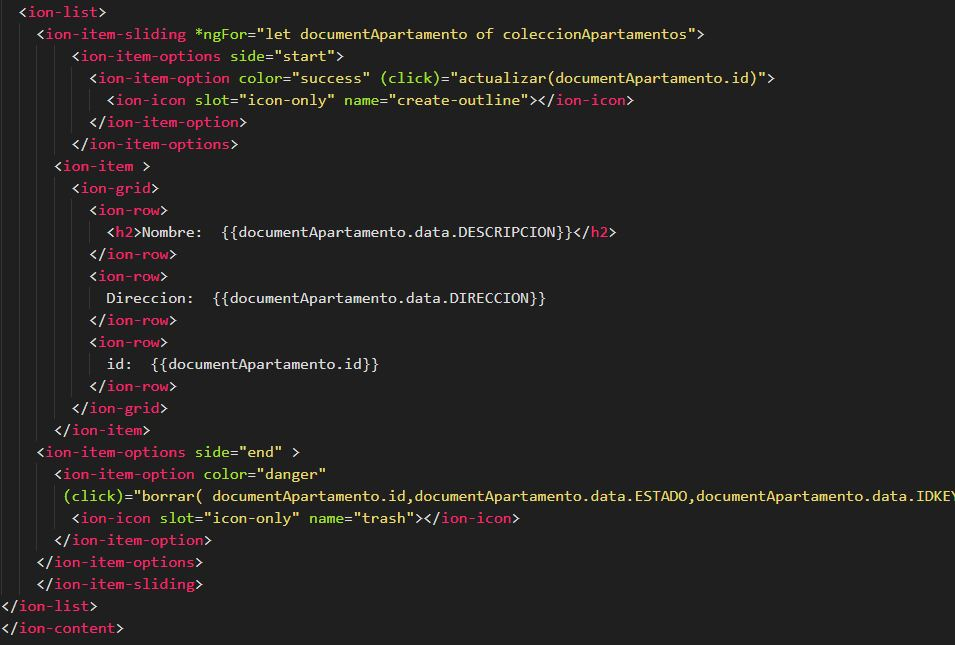 <ion-list>
<ion-item-sliding *ngFor="let documentApartamento of coleccionApartamentos">
<ion-item-options side="start">
<ion-item-option color="success" (click)="actualizar(documentApartamento.id)">
<ion-icon slot="icon-only" name="create-outline"></ion-icon>
</ion-item-option>
</ion-item-options>
<ion-item >
<ion-grid>
<ion-row>
<h2>Nombre:  {{documentApartamento.data.DESCRIPCION}}</h2>
</ion-row>
<ion-row>
Direccion:  {{documentApartamento.data.DIRECCION}}
</ion-row>
<ion-row>
id:  {{documentApartamento.id}}
</ion-row>
</ion-grid>
</ion-item>
<ion-item-options side="end" >
<ion-item-option color="danger"
(click)="borrar( documentApartamento.id,documentApartamento.data.ESTADO,documentApartamento.data.IDKEY
<ion-icon slot="icon-only" name="trash"></ion-icon>
</ion-item-option>
</ion-item-options>
</ion-item-sliding>
</ion-list>
</ion-content>